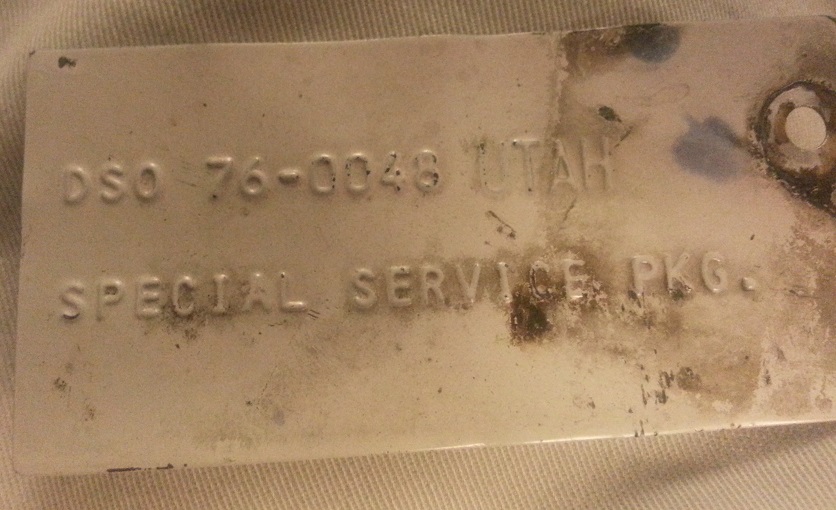 DSO 76-0048 UTAH
SPECIAL SERVICE PKG.